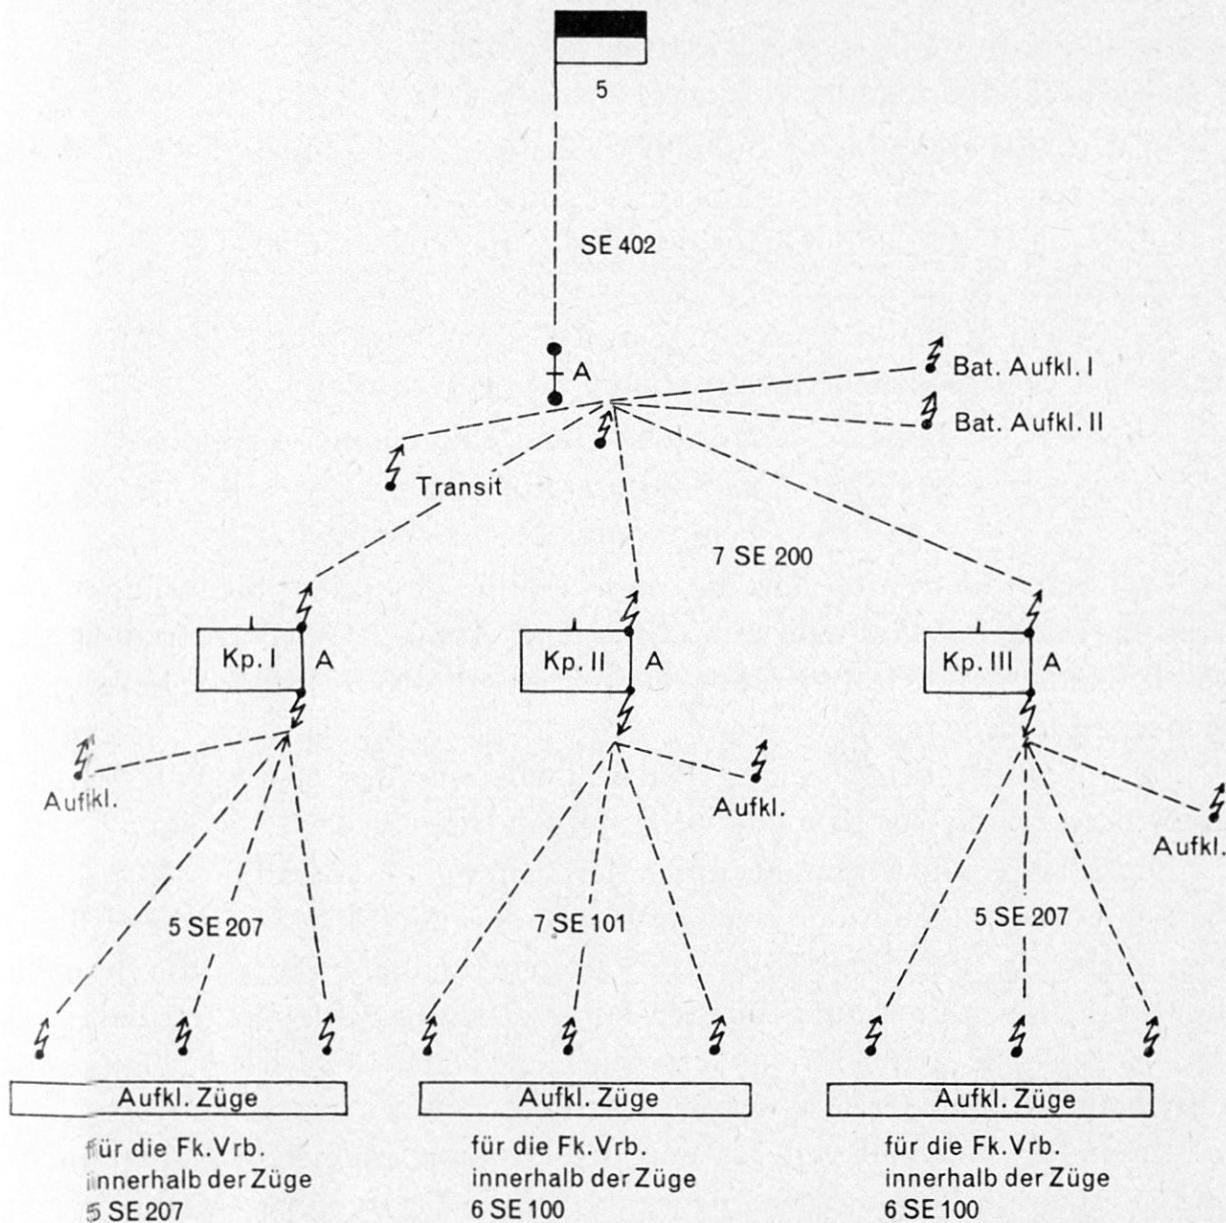 5
SE 402
A
Bat. Aufkl. I
Bat. Aufkl. II
Transit
7 SE 200
Kp. I
A
Kp. II
A
Kp. III
A
Aufkl.
Aufkl.
Aufkl.
5 SE 207
7 SE 101
5 SE 207
Aufkl. Züge
Aufkl. Züge
Aufkl. Züge
für die Fk.Vrb.
innerhalb der Züge
5 SE 207
für die Fk.Vrb.
innerhalb der Züge
6 SE 100
für die Fk.Vrb.
innerhalb der Züge
6 SE 100